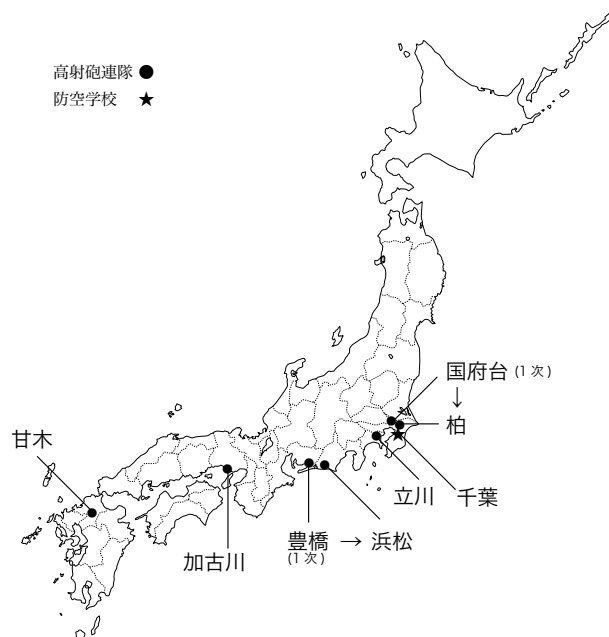 高射砲連隊 ●
防空学校 ★
国府台 (1次)
↓
柏
甘木
立川
千葉
加古川
豊橋 → 浜松
(1次)